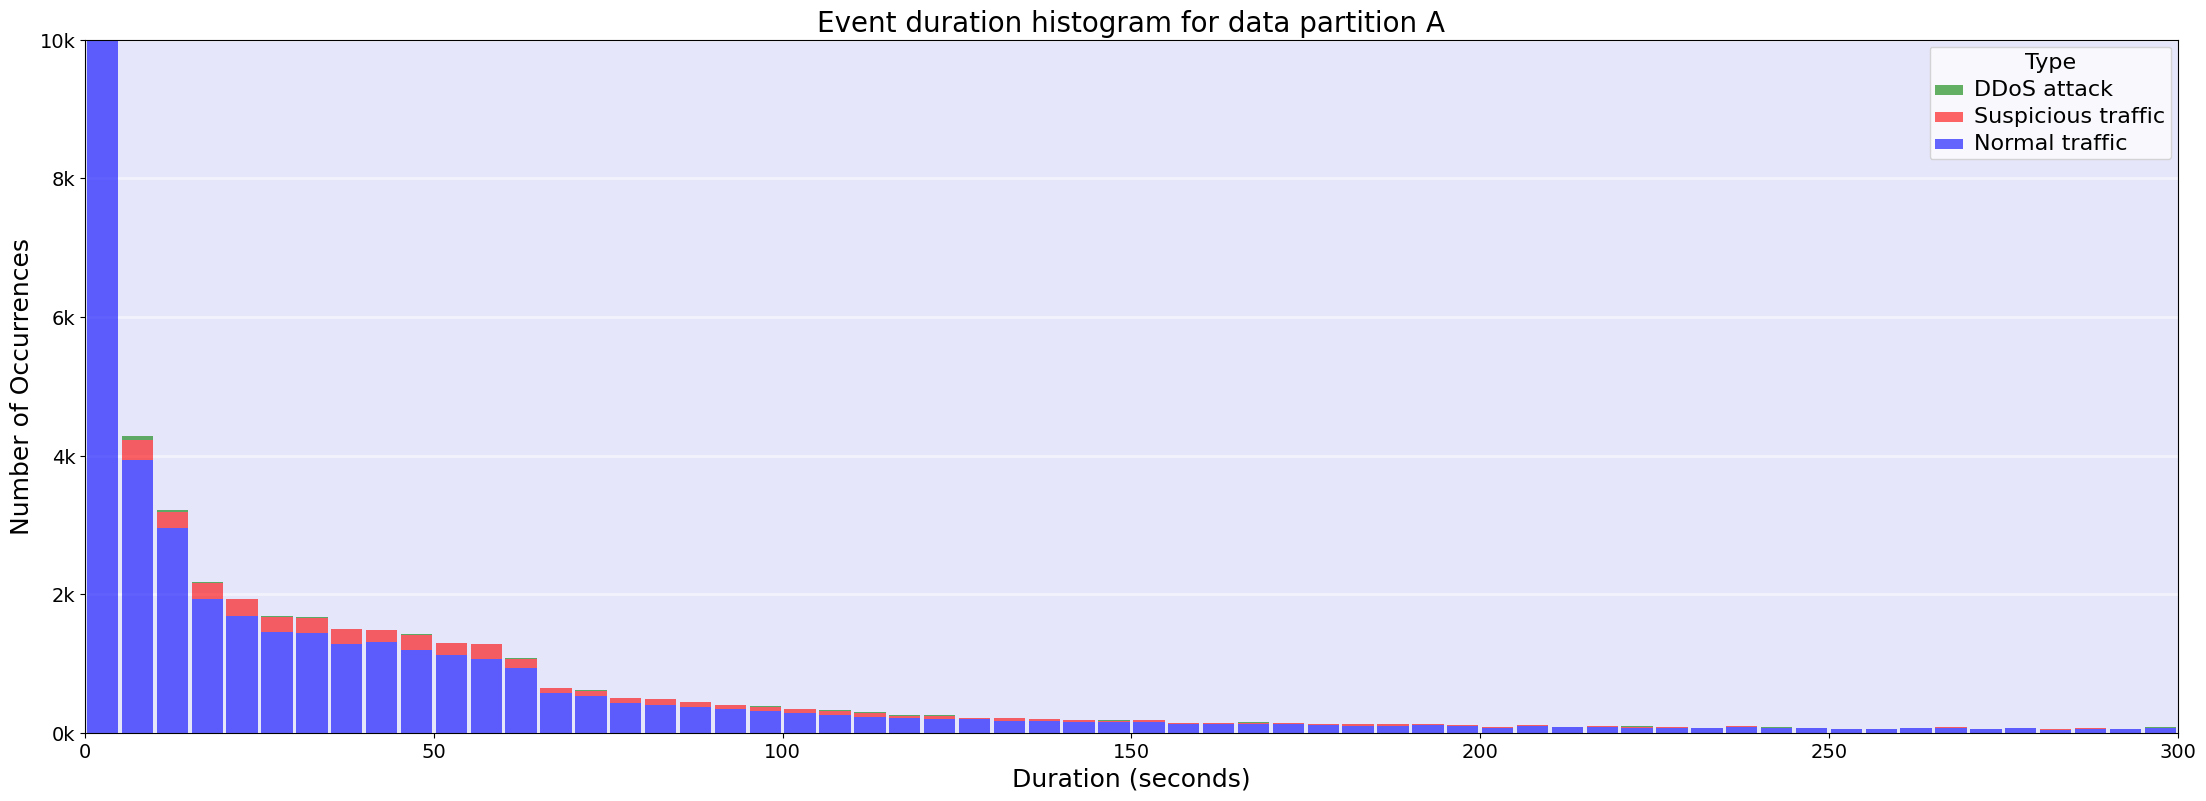 Event duration histogram for data partition A
10k
8k
6k
4k
2k
0k
Number of Occurrences
Type
DDoS attack
Suspicious traffic
Normal traffic
0 50 100 150 200 250 300
Duration (seconds)